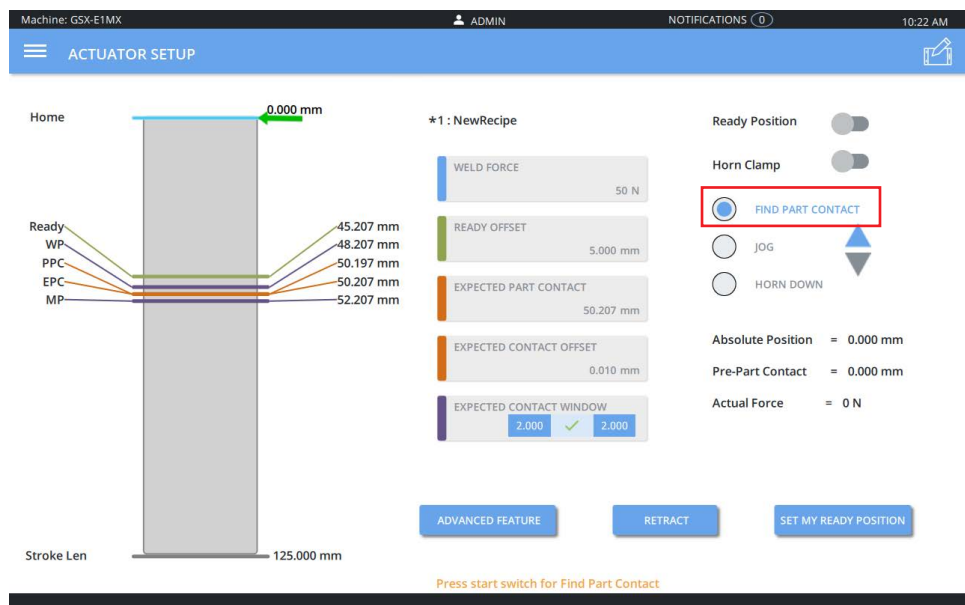 Machine: GSX-E1MX ADMIN NOTIFICATIONS 0 10:22 AM
ACTUATOR SETUP
Home 0.000 mm
Ready 45.207 mm
WP 48.207 mm
PPC 50.197 mm
EPC 50.207 mm
MP 52.207 mm
Stroke Len 125.000 mm
*1 : NewRecipe
WELD FORCE
50 N
READY OFFSET
5.000 mm
EXPECTED PART CONTACT
50.207 mm
EXPECTED CONTACT OFFSET
0.010 mm
EXPECTED CONTACT WINDOW
2.000 2.000
Ready Position
Horn Clamp
FIND PART CONTACT
JOG
HORN DOWN
Absolute Position = 0.000 mm
Pre-Part Contact = 0.000 mm
Actual Force = 0 N
ADVANCED FEATURE RETRACT SET MY READY POSITION
Press start switch for Find Part Contact